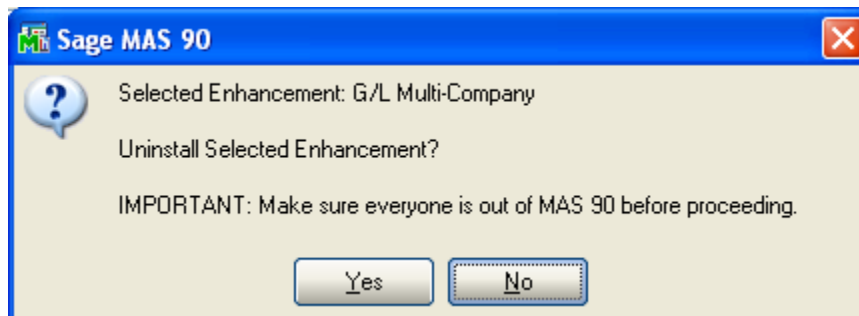 Sage MAS 90
Selected Enhancement: G/L Multi-Company
Uninstall Selected Enhancement?
IMPORTANT: Make sure everyone is out of MAS 90 before proceeding.
Yes No